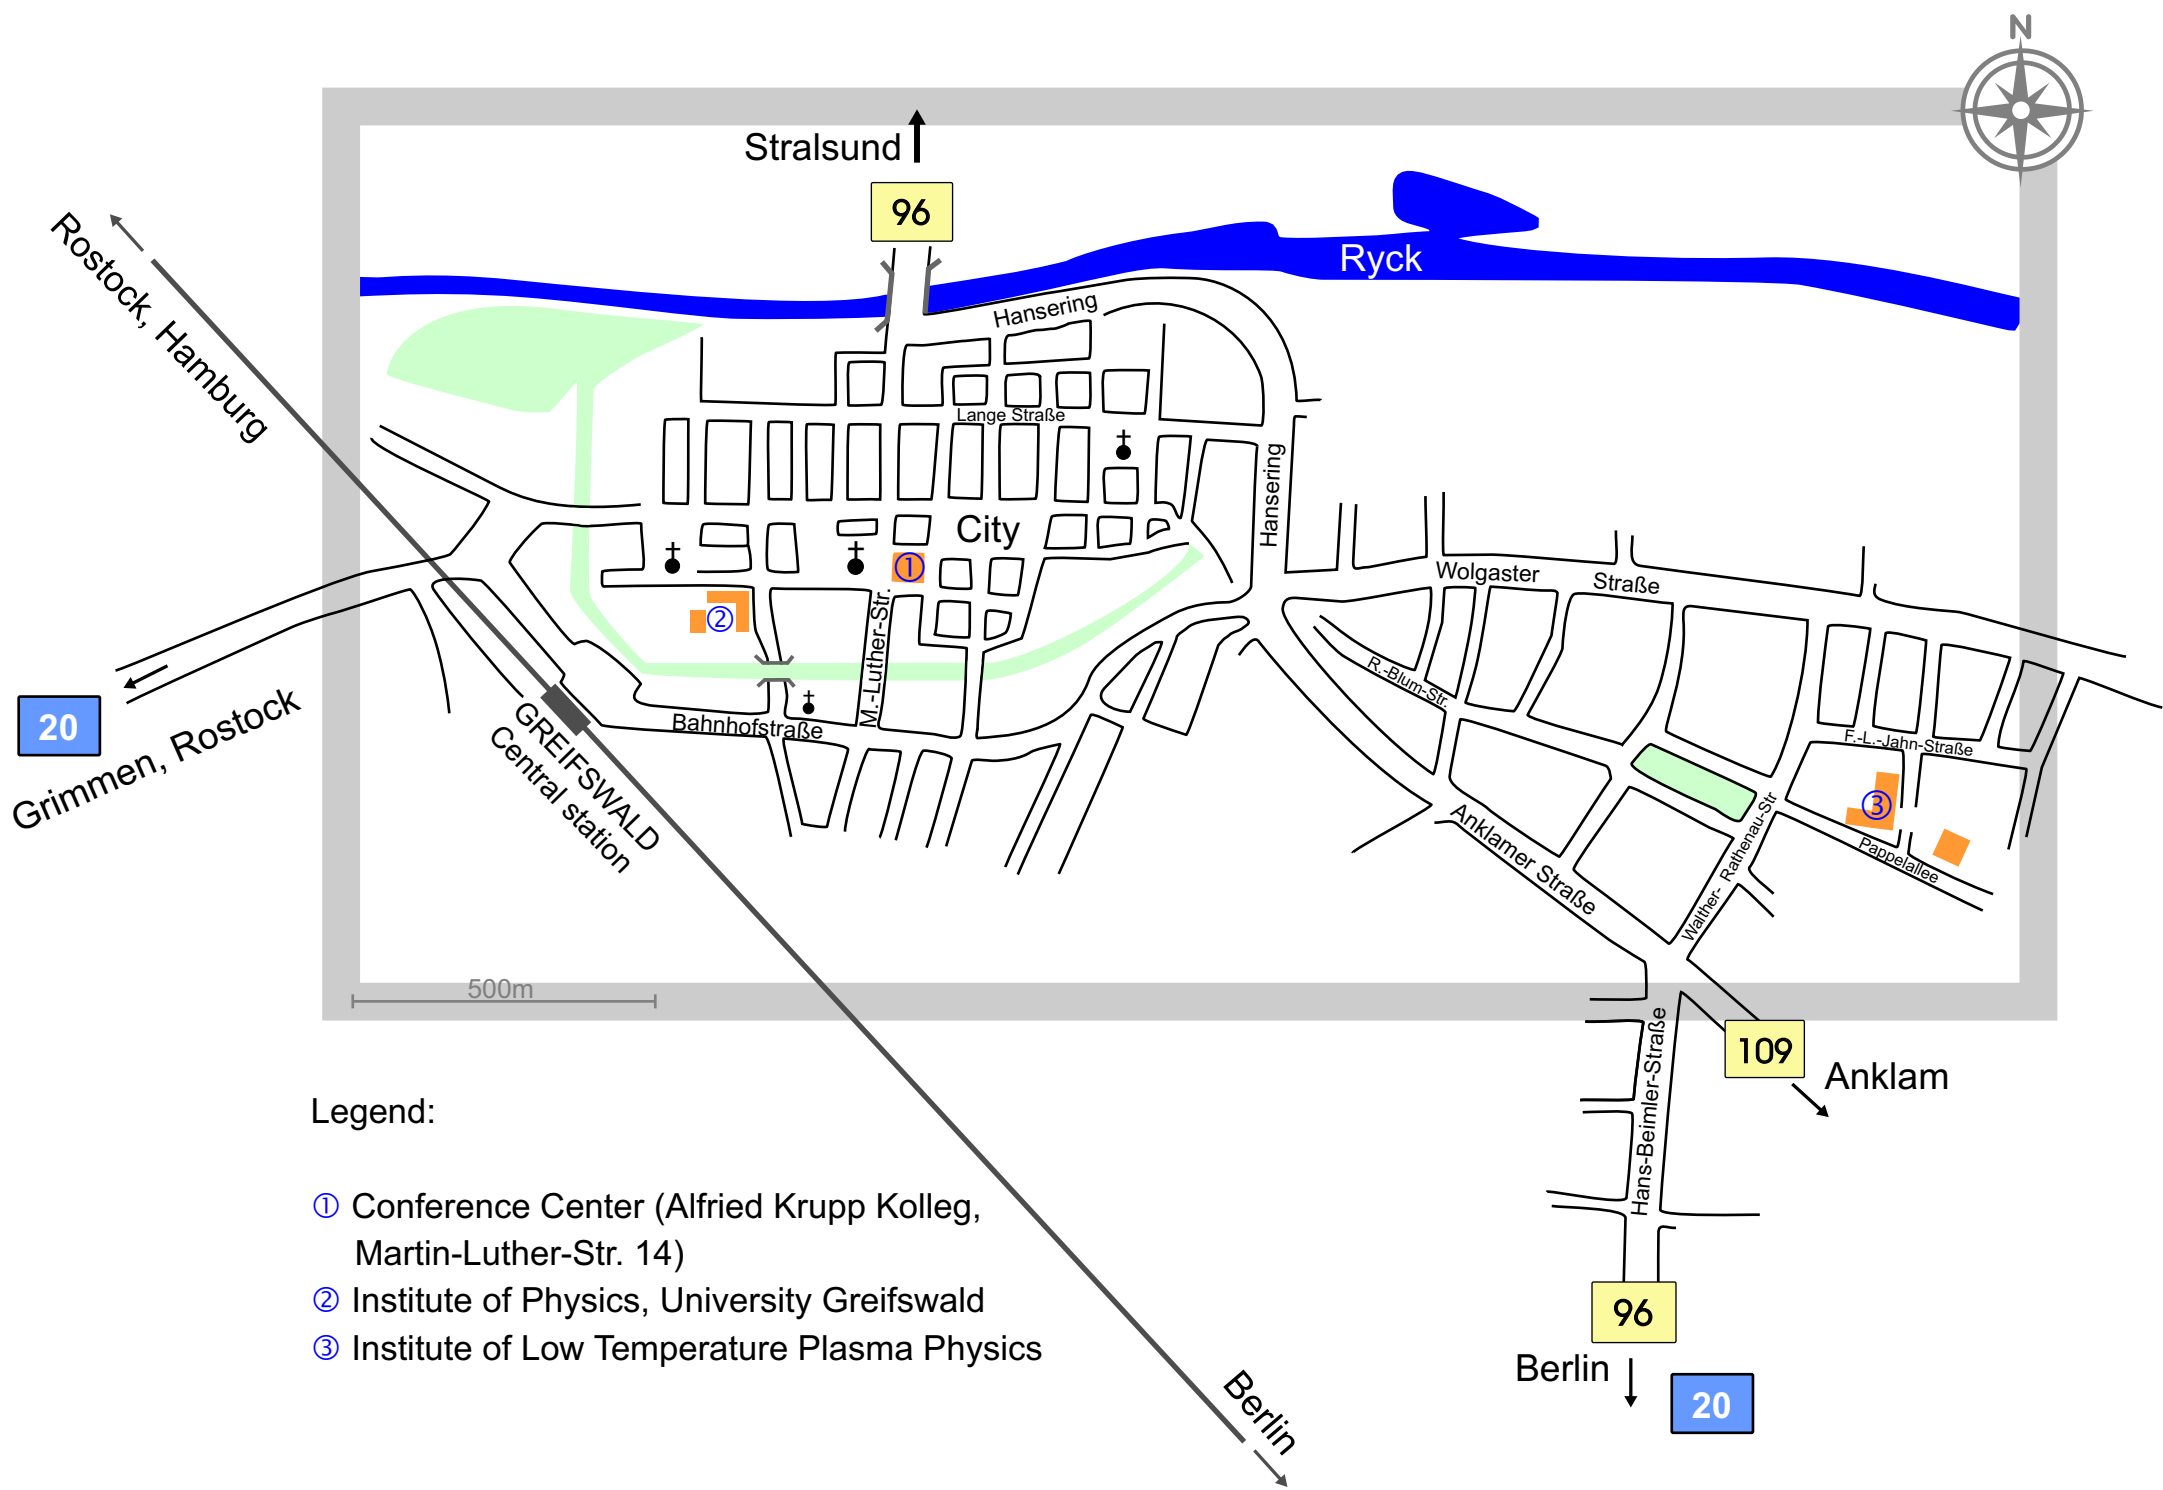 N
Stralsund
96
Rostock, Hamburg
Ryck
Hansering
Lange Straße
Hansering
City
1
2
M.-Luther-Str.
Wolgaster Straße
R.-Blum-Str.
F.-L.-Jahn-Straße
3
Bahnhofstraße
GREIFSWALD
Central station
20
Grimmen, Rostock
Anklamer Straße
Walther- Rathenau-Str
Pappelallee
500m
Hans-Beimler-Straße
109
Anklam
96
Berlin
20
Berlin
Legend:
① Conference Center (Alfried Krupp Kolleg,
Martin-Luther-Str. 14)
② Institute of Physics, University Greifswald
③ Institute of Low Temperature Plasma Physics